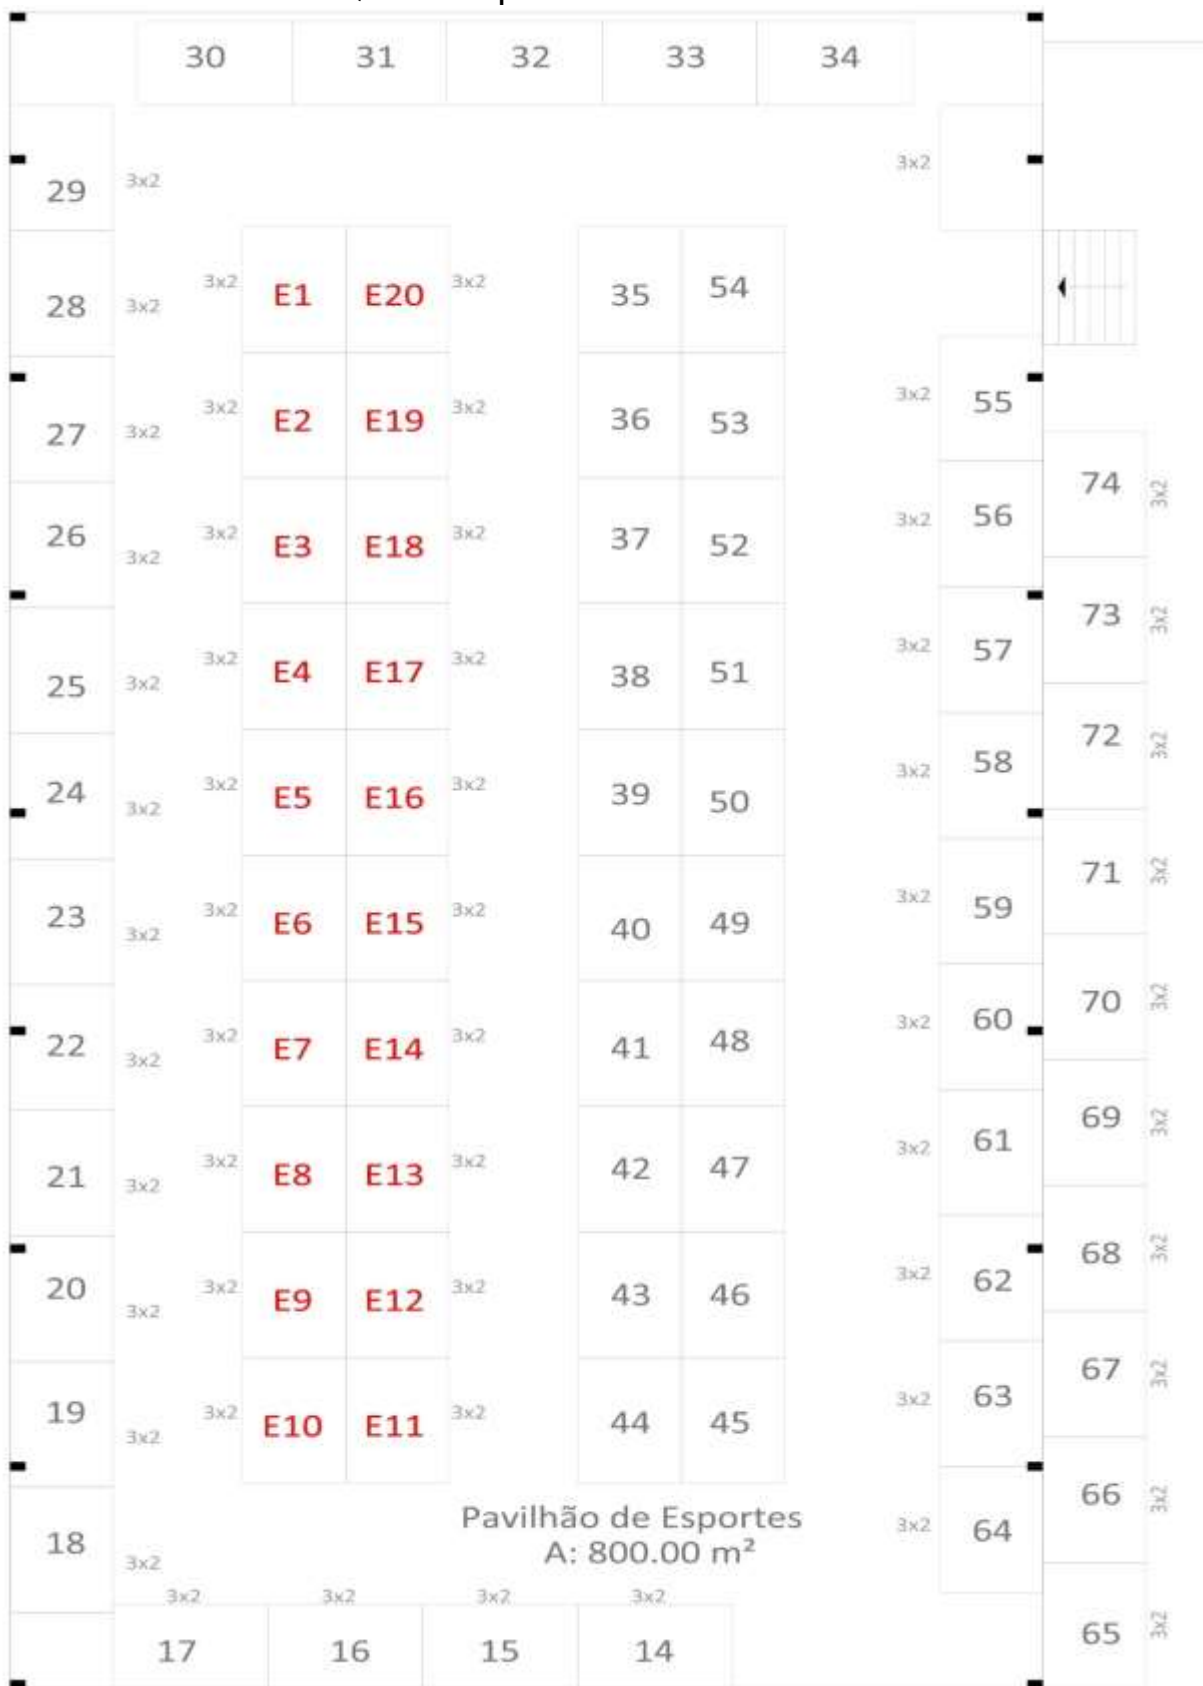 30 31 32 33 34
3x2
29 3x2
3x2 E1 E20 3x2 35 54
28 3x2
3x2 E2 E19 3x2 36 53 3x2 55
27 3x2
74 3x2
3x2 E3 E18 3x2 37 52 3x2 56
26 3x2
73 3x2
3x2 E4 E17 3x2 38 51 3x2 57
25 3x2
72 3x2
3x2 E5 E16 3x2 39 50 3x2 58
24 3x2
71 3x2
3x2 E6 E15 3x2 40 49 3x2 59
23 3x2
70 3x2
3x2 E7 E14 3x2 41 48 3x2 60
22 3x2
69 3x2
3x2 E8 E13 3x2 42 47 3x2 61
21 3x2
68 3x2
3x2 E9 E12 3x2 43 46 3x2 62
20 3x2
67 3x2
3x2 E10 E11 3x2 44 45 3x2 63
19 3x2
66 3x2
Pavilhão de Esportes
A: 800.00 m²
3x2 64
18 3x2
3x2 3x2 3x2 3x2
17 16 15 14
65 3x2